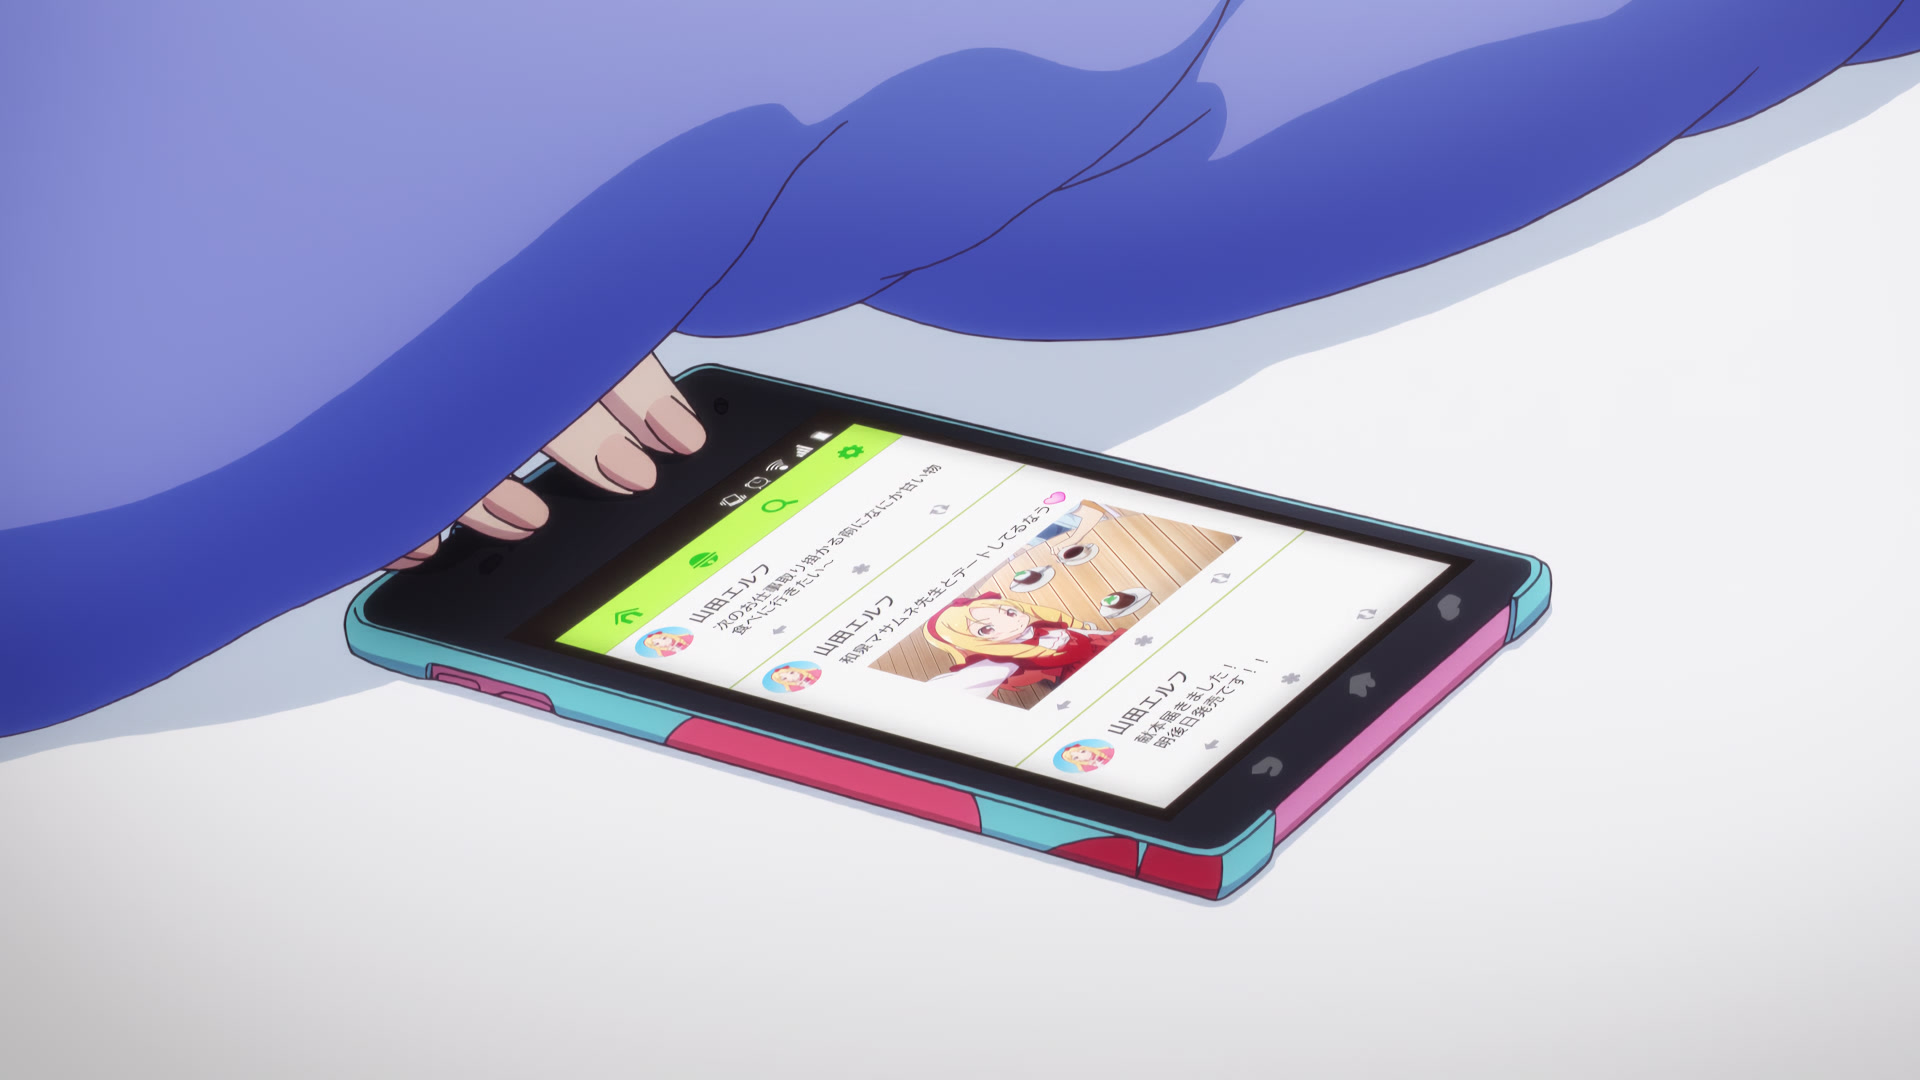 山田エルフ
次のお仕事取り掛かる前になにか甘い物
食べに行きたい~
山田エルフ
和泉マサムネ先生とデートしてるなう
山田エルフ
献本届きました!
明後日発売です!!